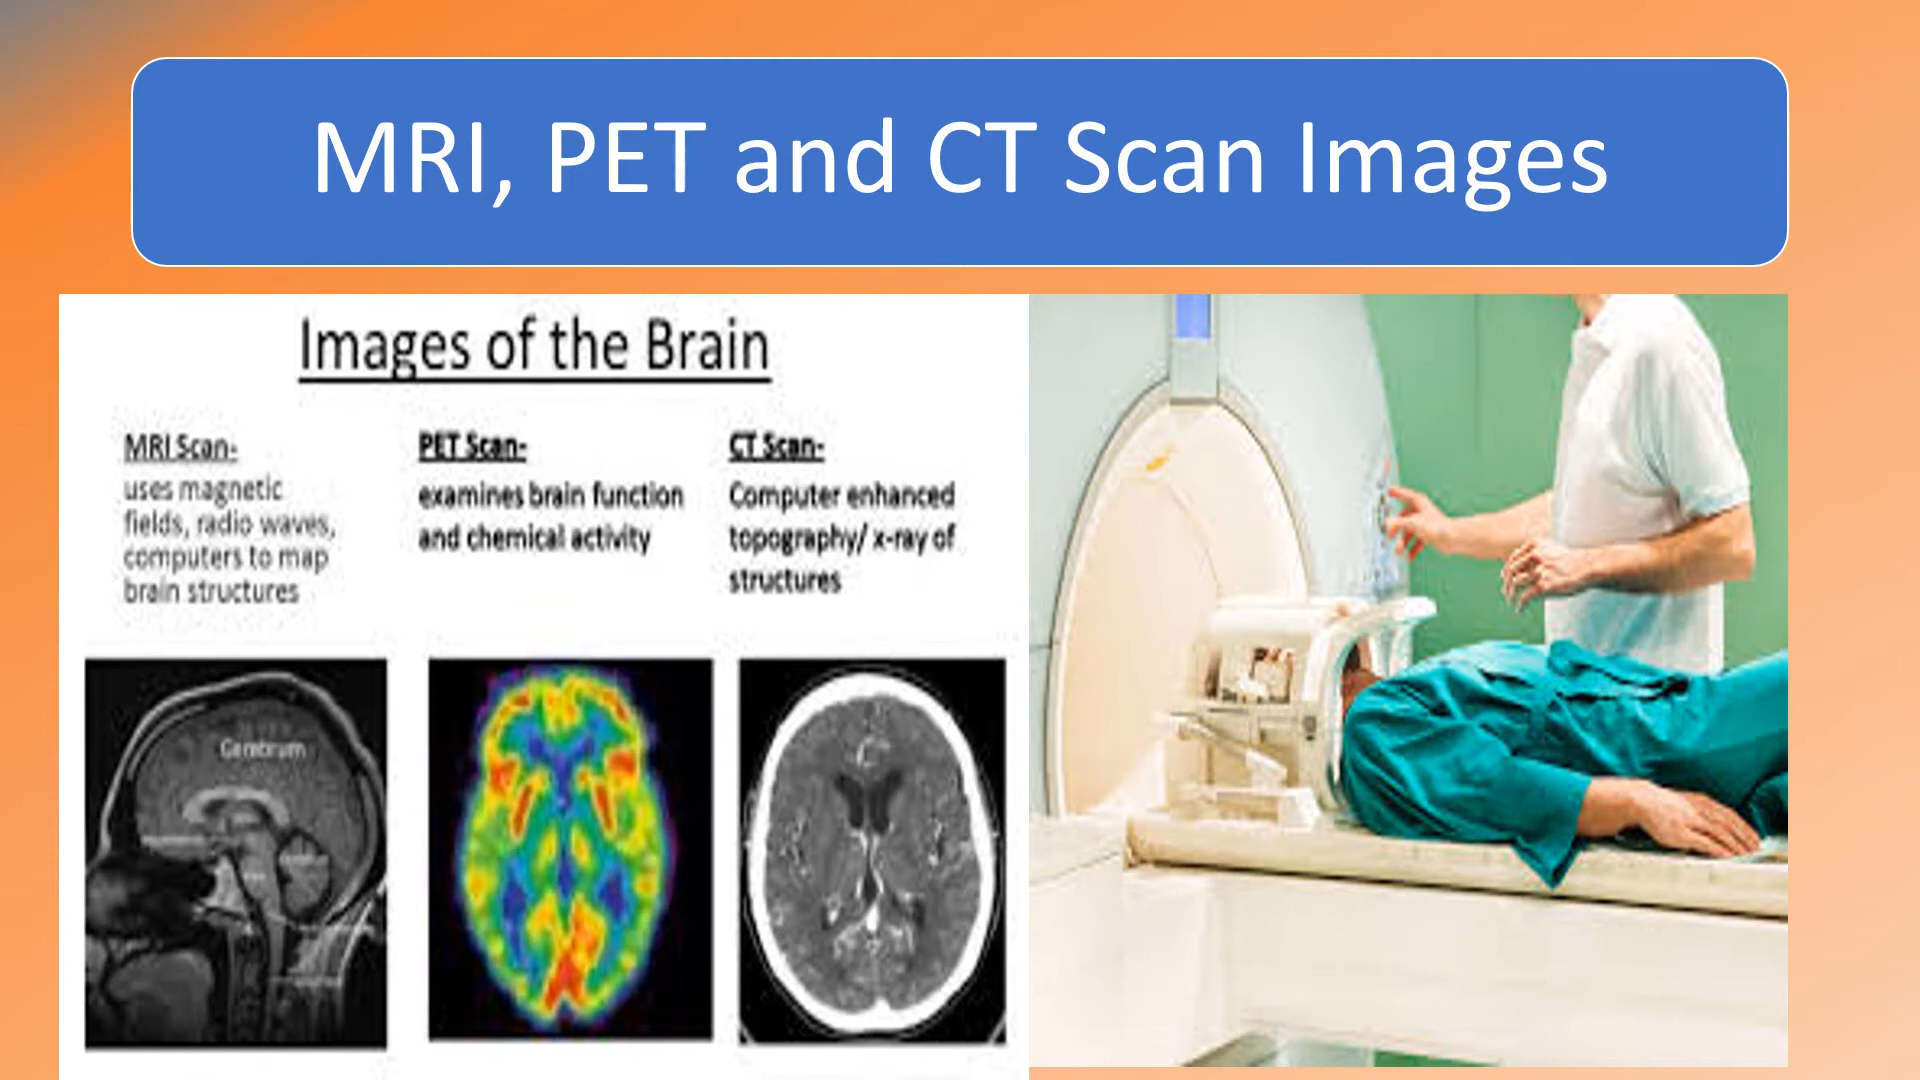 MRI, PET and CT Scan Images
Images of the Brain
MRI Scan-
uses magnetic
fields, radio waves,
computers to map
brain structures
PET Scan-
examines brain function
and chemical activity
CT Scan-
Computer enhanced
topography/ x-ray of
structures
Cerebrum